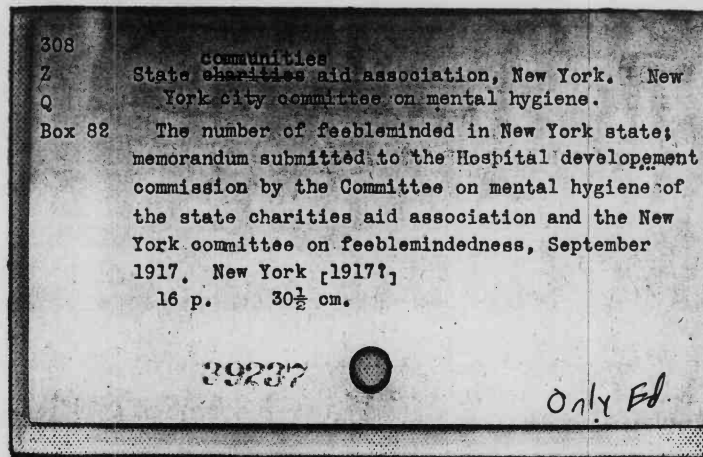 308
communities
Z State charities aid association, New York. New
Q York city committee on mental hygiene.
Box 82 The number of feebleminded in New York state;
memorandum submitted to the Hospital developement
commission by the Committee on mental hygiene of
the state charities aid association and the New
York committee on feeblemindedness, September
1917. New York [1917?]
16 p. 30½ cm.
39237
Only Ed.